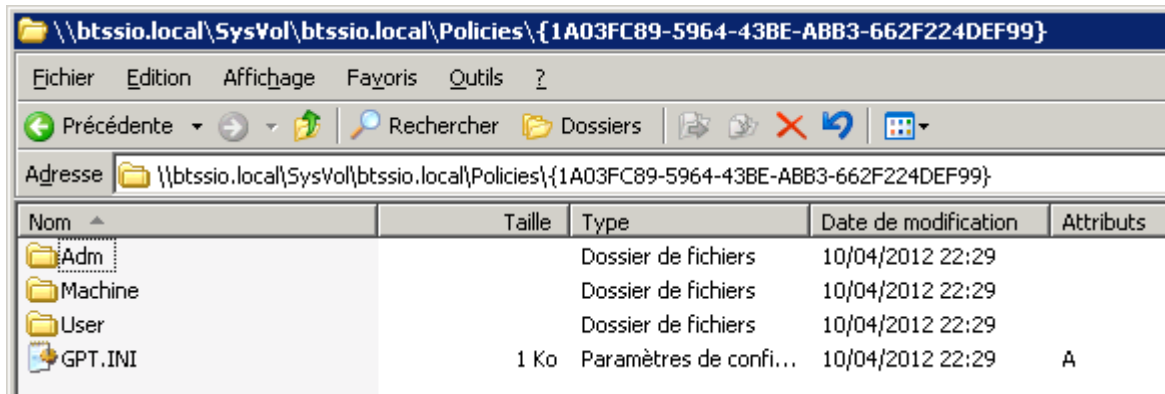 \\btssio.local\SysVol\btssio.local\Policies\{1A03FC89-5964-43BE-ABB3-662F224DEF99}
Fichier Edition Affichage Favoris Outils ?
Précédente Rechercher Dossiers
Adresse \\btssio.local\SysVol\btssio.local\Policies\{1A03FC89-5964-43BE-ABB3-662F224DEF99}
Nom Taille Type Date de modification Attributs
Adm Dossier de fichiers 10/04/2012 22:29
Machine Dossier de fichiers 10/04/2012 22:29
User Dossier de fichiers 10/04/2012 22:29
GPT.INI 1 Ko Paramètres de confi... 10/04/2012 22:29 A